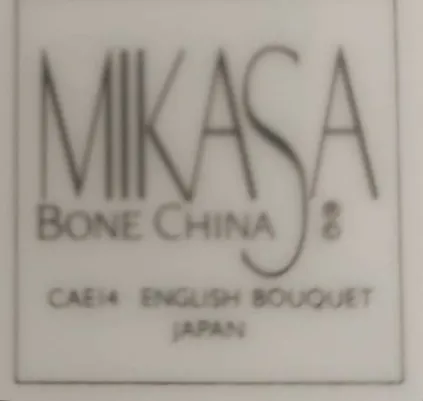 MIKASA
BONE CHINA ®©
CAE14 ENGLISH BOUQUET
JAPAN